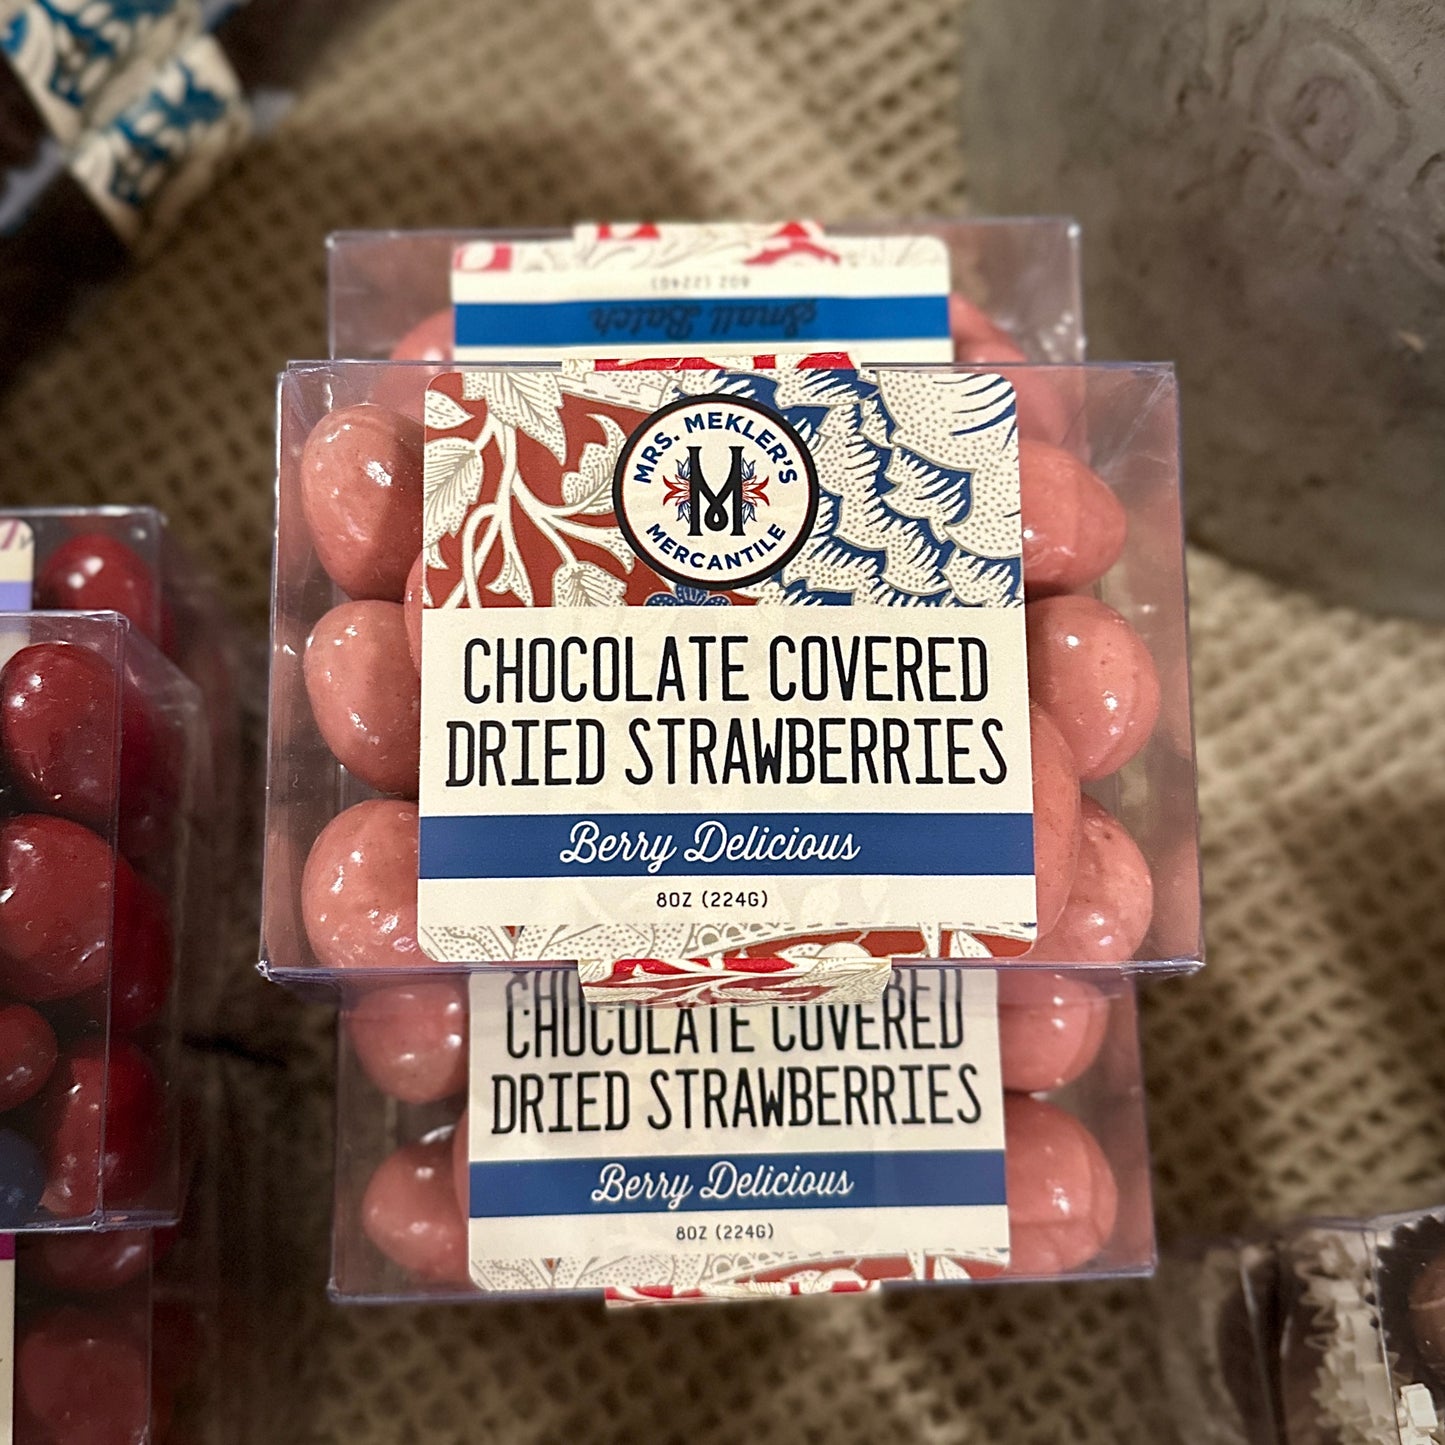 8OZ (224G)
Small Batch
MRS. MEKLER'S
M
MERCANTILE
CHOCOLATE COVERED
DRIED STRAWBERRIES
Berry Delicious
8OZ (224G)
CHOCOLATE COVERED
DRIED STRAWBERRIES
Berry Delicious
8OZ (224G)